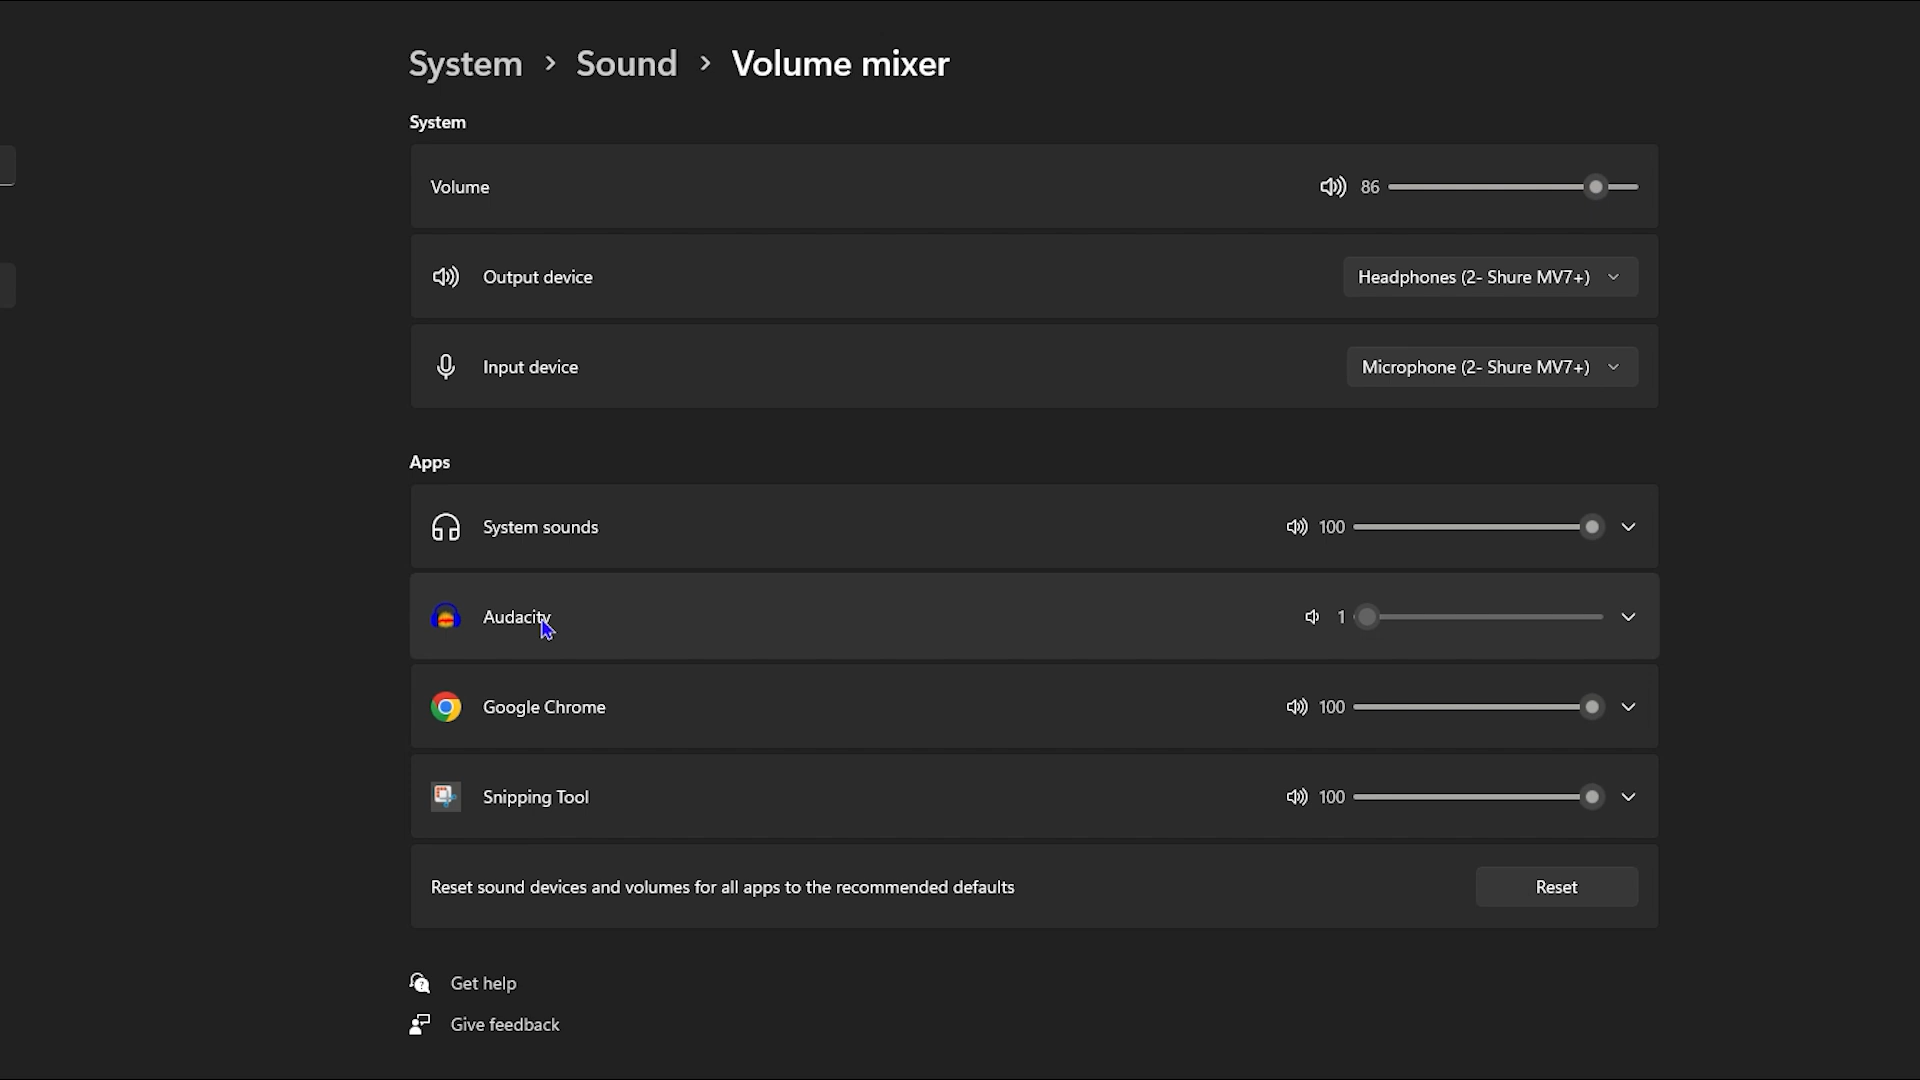 System > Sound > Volume mixer
System
Volume 86
Output device Headphones (2- Shure MV7+)
Input device Microphone (2- Shure MV7+)
Apps
System sounds 100
Audacity 1
Google Chrome 100
Snipping Tool 100
Reset sound devices and volumes for all apps to the recommended defaults Reset
Get help
Give feedback